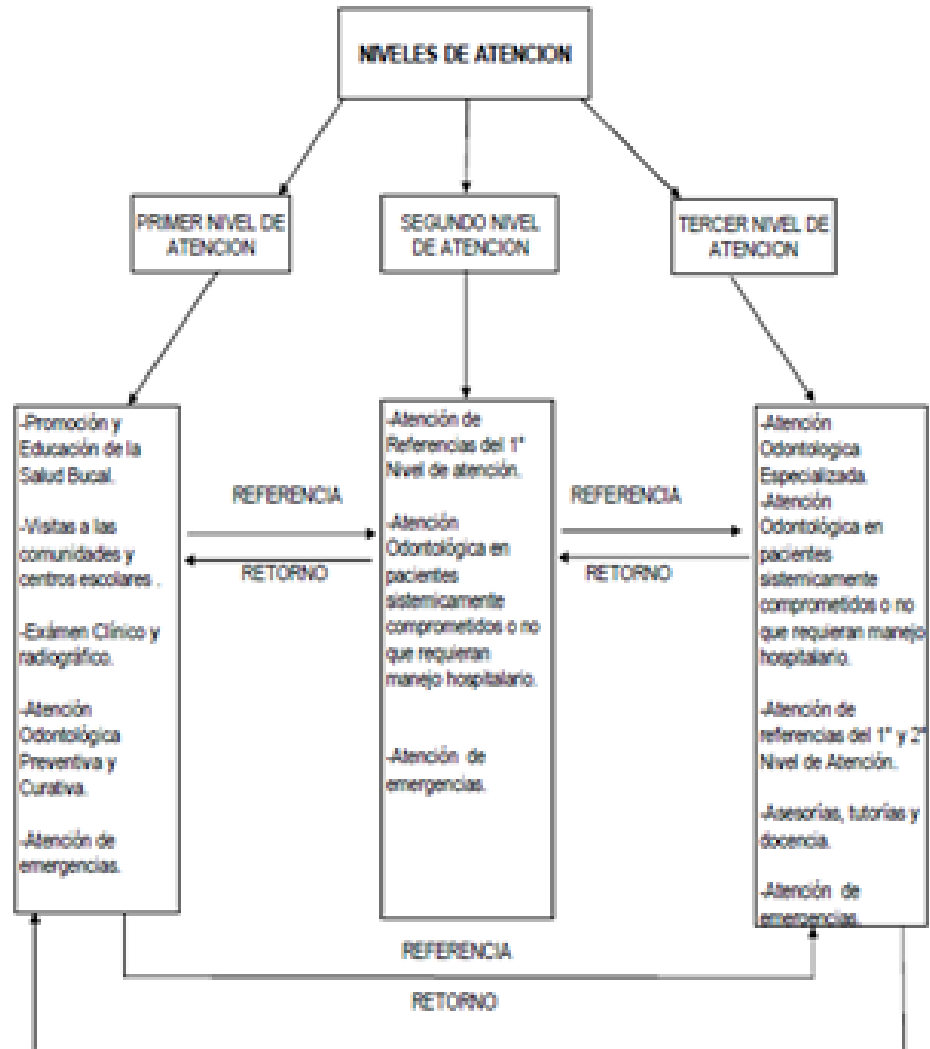 NIVELES DE ATENCION
PRIMER NIVEL DE
ATENCION
SEGUNDO NIVEL
DE ATENCION
TERCER NIVEL DE
ATENCION
-Promoción y
Educación de la
Salud Bucal.
-Visitas a las
comunidades y
centros escolares .
-Exámen Clínico y
radiográfico.
-Atención
Odontológica
Preventiva y
Curativa.
-Atención de
emergencias.
REFERENCIA
RETORNO
-Atención de
Referencias del 1°
Nivel de atención.
-Atención
Odontológica en
pacientes
sistemicamente
comprometidos o no
que requieran
manejo hospitalario.
-Atención de
emergencias.
REFERENCIA
RETORNO
-Atención
Odontologica
Especializada.
-Atención
Odontológica en
pacientes
sistemicamente
comprometidos o no
que requieran manejo
hospitalario.
-Atención de
referencias del 1° y 2°
Nivel de Atención.
-Asesorías, tutorías y
docencia.
-Atención de
emergencias.
REFERENCIA
RETORNO